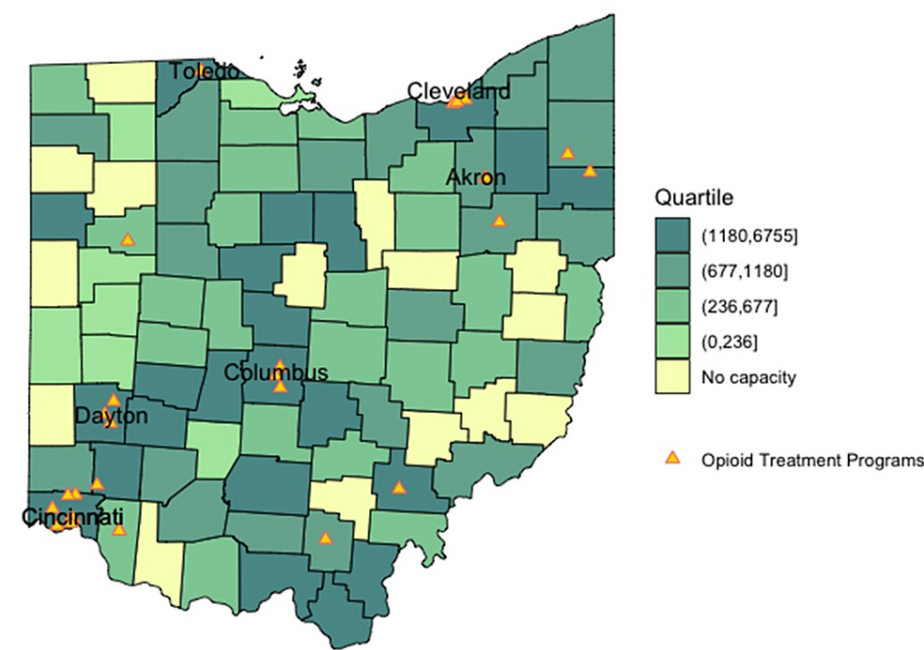 Toledo
Cleveland
Akron
Columbus
Dayton
Cincinnati
Quartile
(1180,6755]
(677,1180]
(236,677]
(0,236]
No capacity
Opioid Treatment Programs